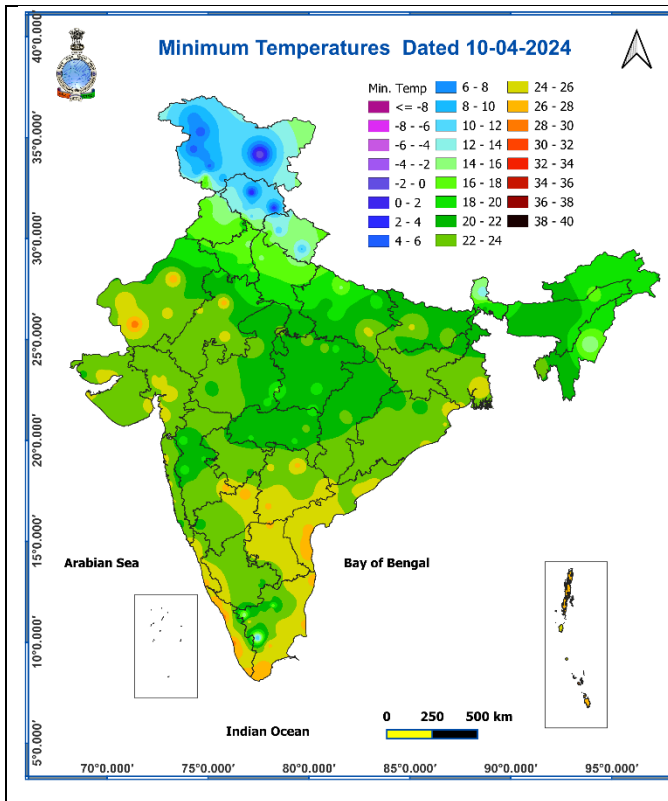 Minimum Temperatures Dated 10-04-2024
Min. Temp
<= -8
-8 - -6
-6 - -4
-4 - -2
-2 - 0
0 - 2
2 - 4
4 - 6
6 - 8
8 - 10
10 - 12
12 - 14
14 - 16
16 - 18
18 - 20
20 - 22
22 - 24
24 - 26
26 - 28
28 - 30
30 - 32
32 - 34
34 - 36
36 - 38
38 - 40
40°0.000'
35°0.000'
30°0.000'
25°0.000'
20°0.000'
15°0.000'
10°0.000'
5°0.000'
Arabian Sea
Bay of Bengal
Indian Ocean
0 250 500 km
70°0.000' 75°0.000' 80°0.000' 85°0.000' 90°0.000' 95°0.000'